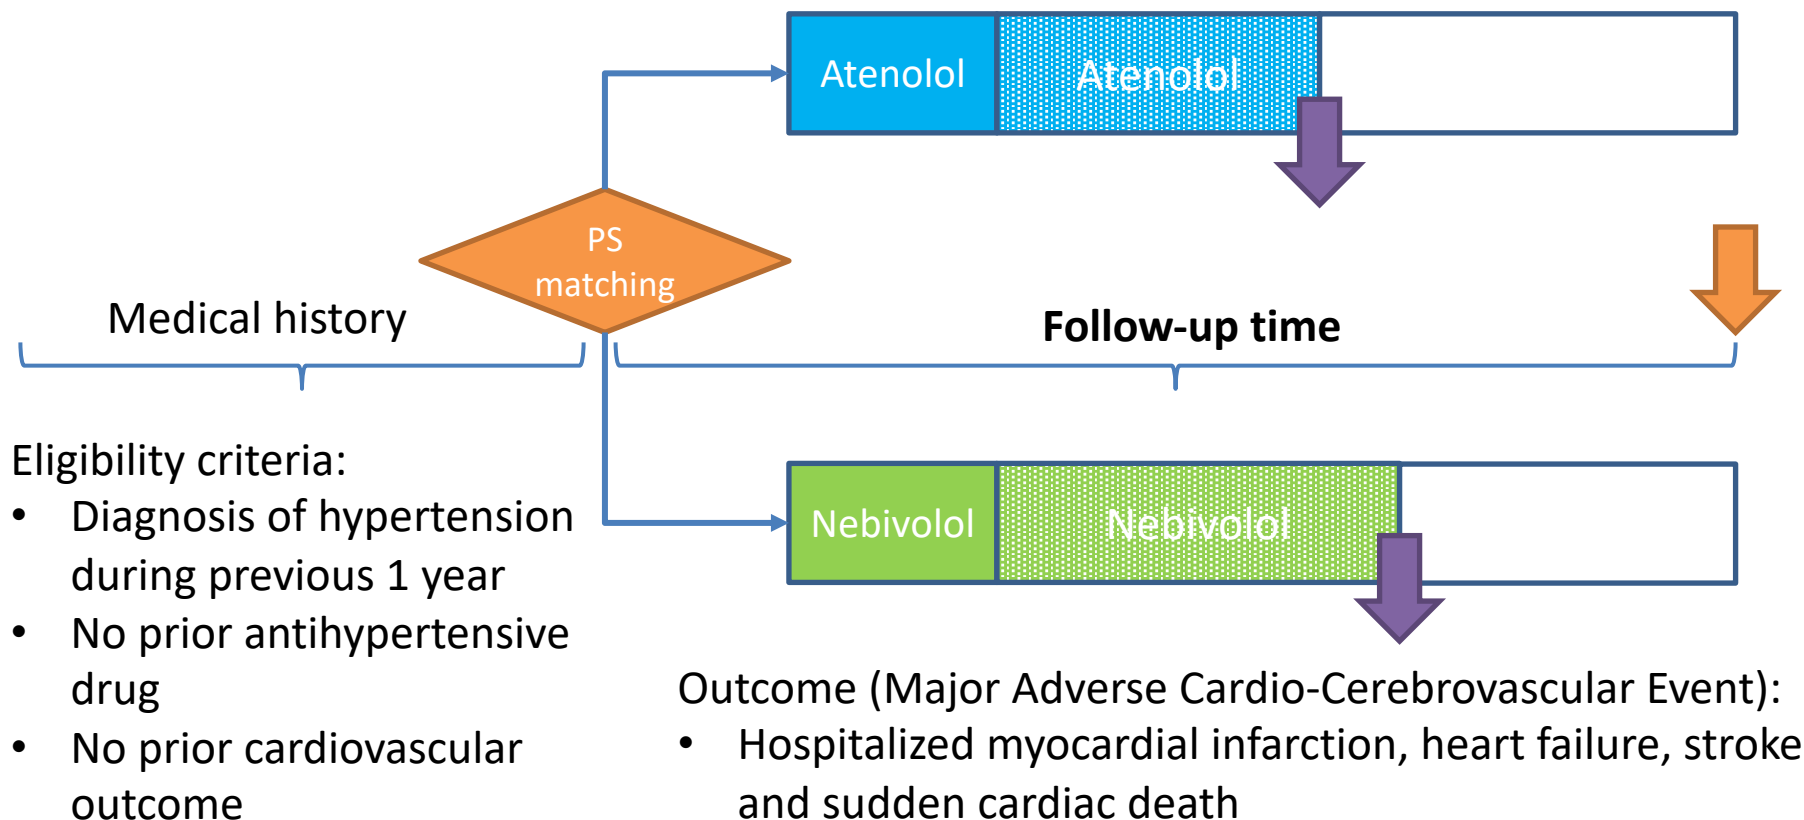 Atenolol
Atenolol
PS
matching
Medical history
Follow-up time
Eligibility criteria:
• Diagnosis of hypertension
during previous 1 year
• No prior antihypertensive
drug
• No prior cardiovascular
outcome
Nebivolol
Nebivolol
Outcome (Major Adverse Cardio-Cerebrovascular Event):
• Hospitalized myocardial infarction, heart failure, stroke
and sudden cardiac death